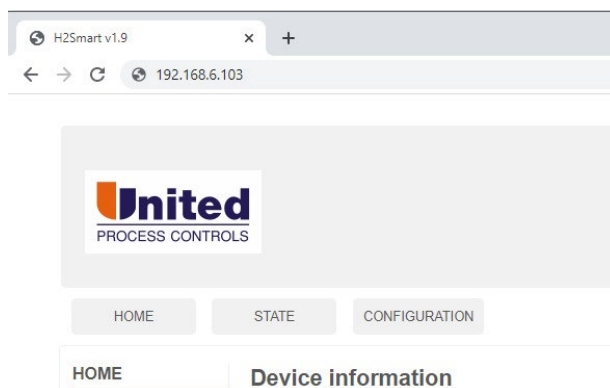 H2Smart v1.9
192.168.6.103
United
PROCESS CONTROLS
HOME STATE CONFIGURATION
HOME
Device information